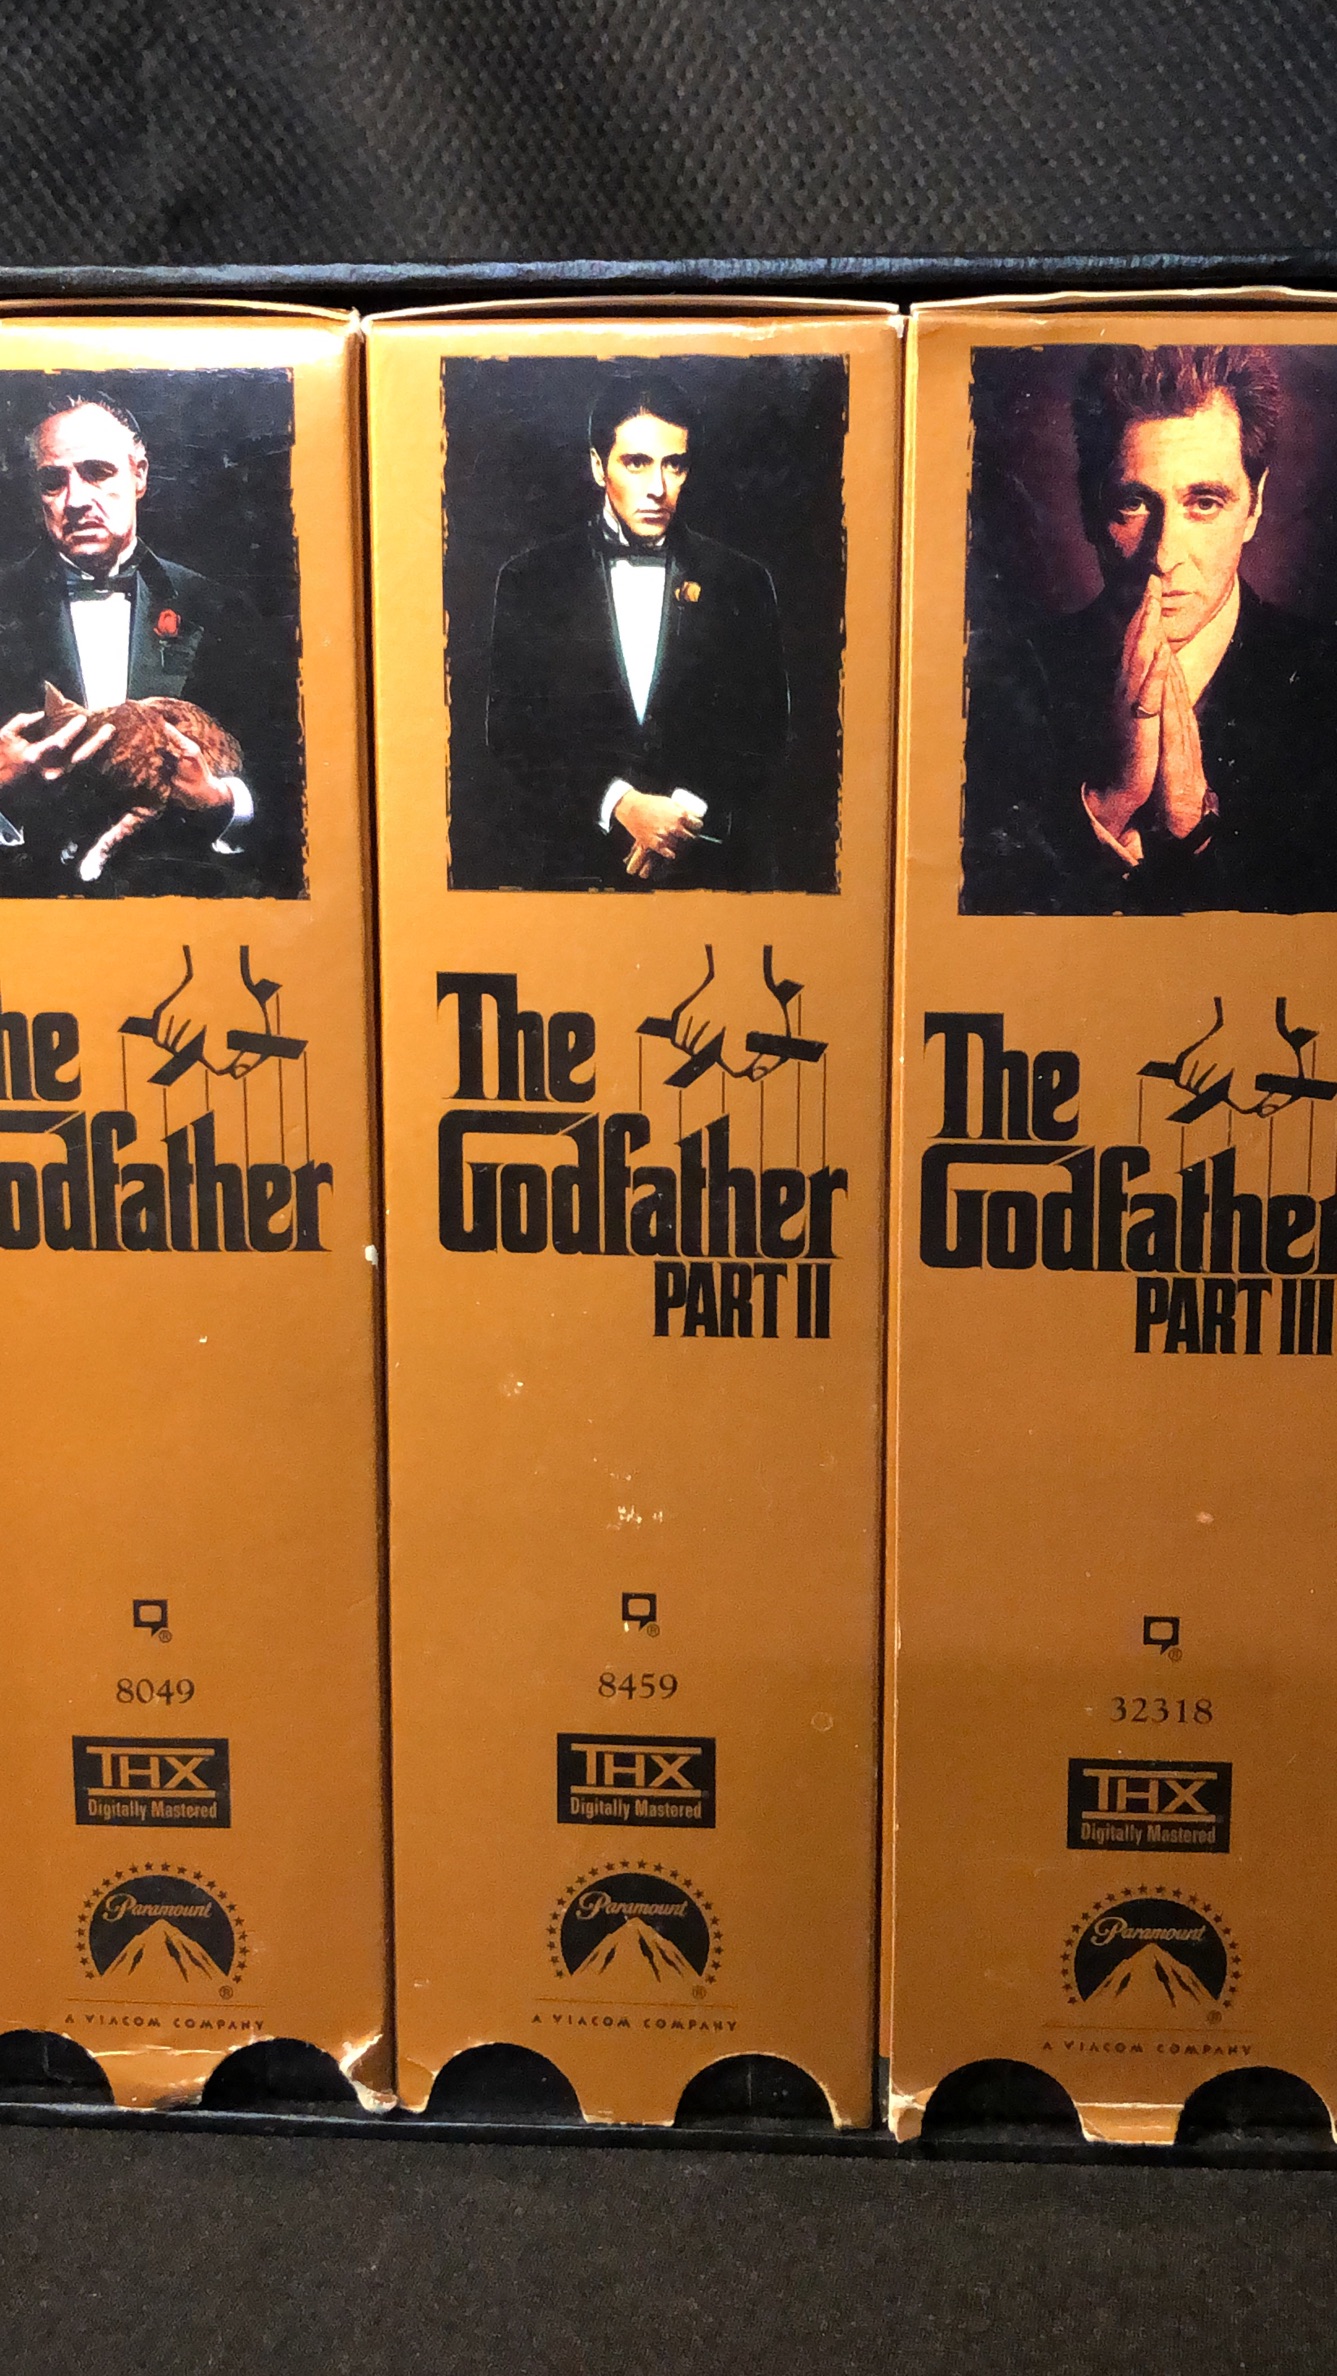 he
odfather
8049
THX
Digitally Mastered
Paramount
®
A VIACOM COMPANY
The
Godfather
PART II
8459
THX
Digitally Mastered
Paramount
®
A VIACOM COMPANY
The
Godfather
PART III
32318
THX
Digitally Mastered
Paramount
®
A VIACOM COMPANY